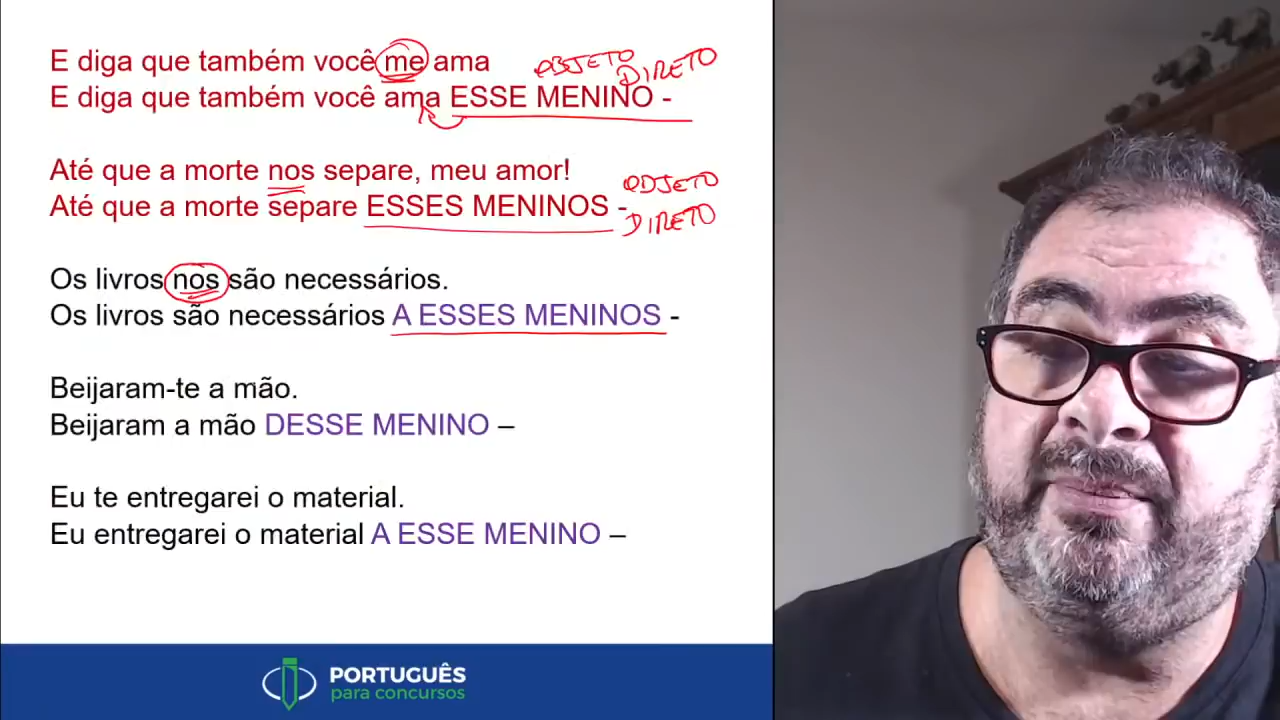 E diga que também você me ama
OBJETO DIRETO
E diga que também você ama ESSE MENINO -
Até que a morte nos separe, meu amor!
OBJETO
Até que a morte separe ESSES MENINOS -
DIRETO
Os livros nos são necessários.
Os livros são necessários A ESSES MENINOS -
Beijaram-te a mão.
Beijaram a mão DESSE MENINO –
Eu te entregarei o material.
Eu entregarei o material A ESSE MENINO –
PORTUGUÊS
para concursos